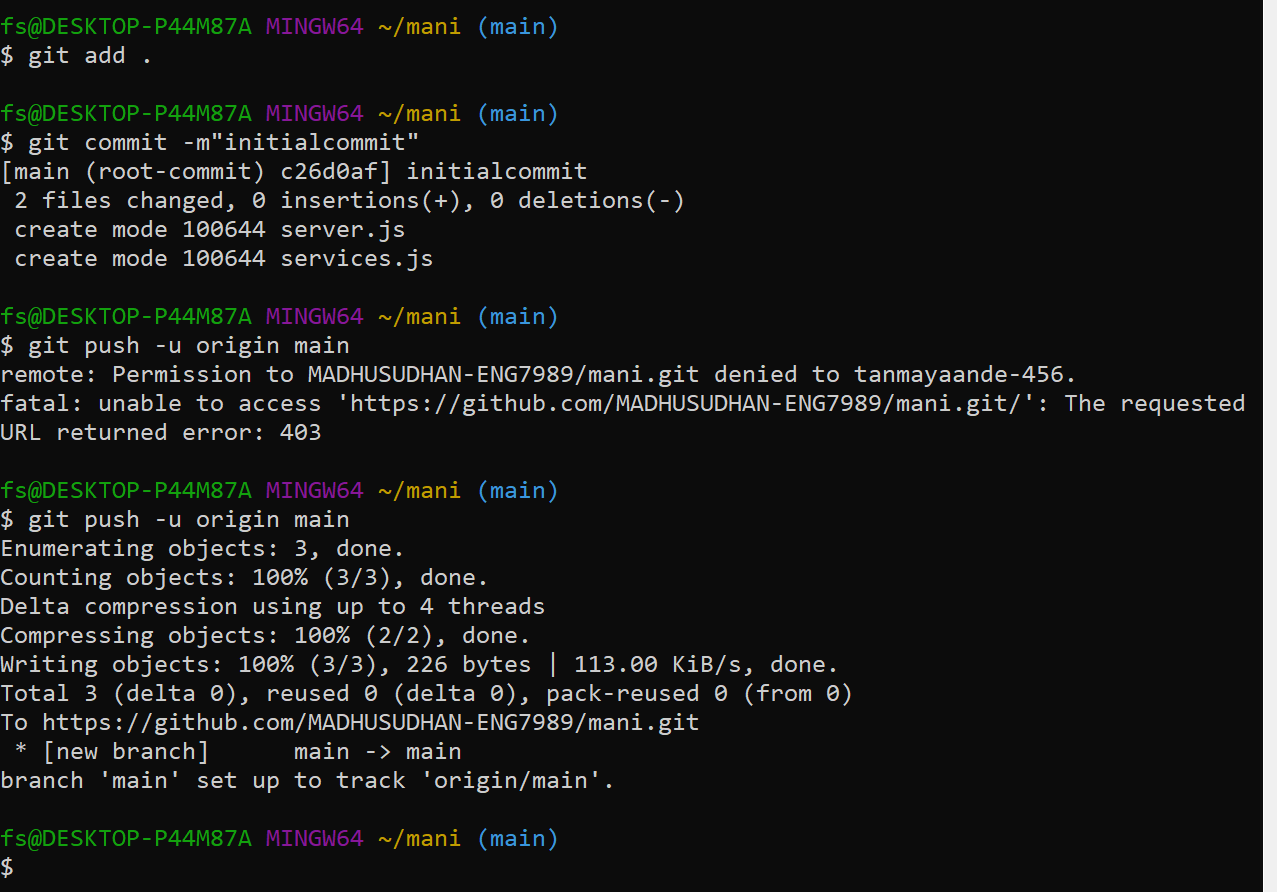 fs@DESKTOP-P44M87A MINGW64 ~/mani (main)
$ git add .
fs@DESKTOP-P44M87A MINGW64 ~/mani (main)
$ git commit -m"initialcommit"
[main (root-commit) c26d0af] initialcommit
 2 files changed, 0 insertions(+), 0 deletions(-)
 create mode 100644 server.js
 create mode 100644 services.js
fs@DESKTOP-P44M87A MINGW64 ~/mani (main)
$ git push -u origin main
remote: Permission to MADHUSUDHAN-ENG7989/mani.git denied to tanmayaande-456.
fatal: unable to access 'https://github.com/MADHUSUDHAN-ENG7989/mani.git/': The requested
URL returned error: 403
fs@DESKTOP-P44M87A MINGW64 ~/mani (main)
$ git push -u origin main
Enumerating objects: 3, done.
Counting objects: 100% (3/3), done.
Delta compression using up to 4 threads
Compressing objects: 100% (2/2), done.
Writing objects: 100% (3/3), 226 bytes | 113.00 KiB/s, done.
Total 3 (delta 0), reused 0 (delta 0), pack-reused 0 (from 0)
To https://github.com/MADHUSUDHAN-ENG7989/mani.git
 * [new branch]      main -> main
branch 'main' set up to track 'origin/main'.
fs@DESKTOP-P44M87A MINGW64 ~/mani (main)
$